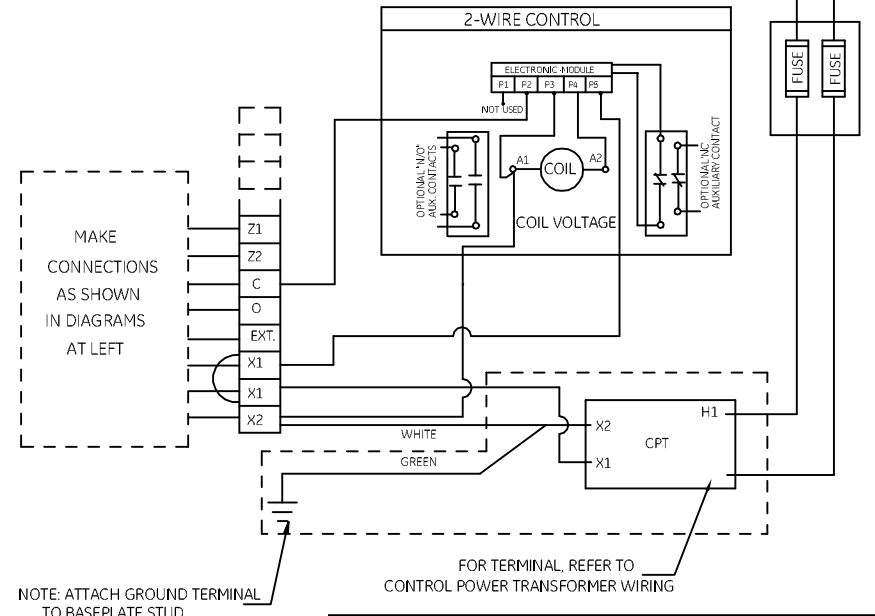 2-WIRE CONTROL
ELECTRONIC MODULE
P1 P2 P3 P4 P5
NOT USED
FUSE
FUSE
OPTIONAL "N/O"
AUX. CONTACTS
A1
COIL
A2
OPTIONAL NC
AUXILIARY CONTACT
COIL VOLTAGE
MAKE
CONNECTIONS
AS SHOWN
IN DIAGRAMS
AT LEFT
Z1
Z2
C
O
EXT.
X1
X1
X2
WHITE
GREEN
H1
X2
CPT
X1
FOR TERMINAL, REFER TO
CONTROL POWER TRANSFORMER WIRING
NOTE: ATTACH GROUND TERMINAL
TO BASEPLATE STUD